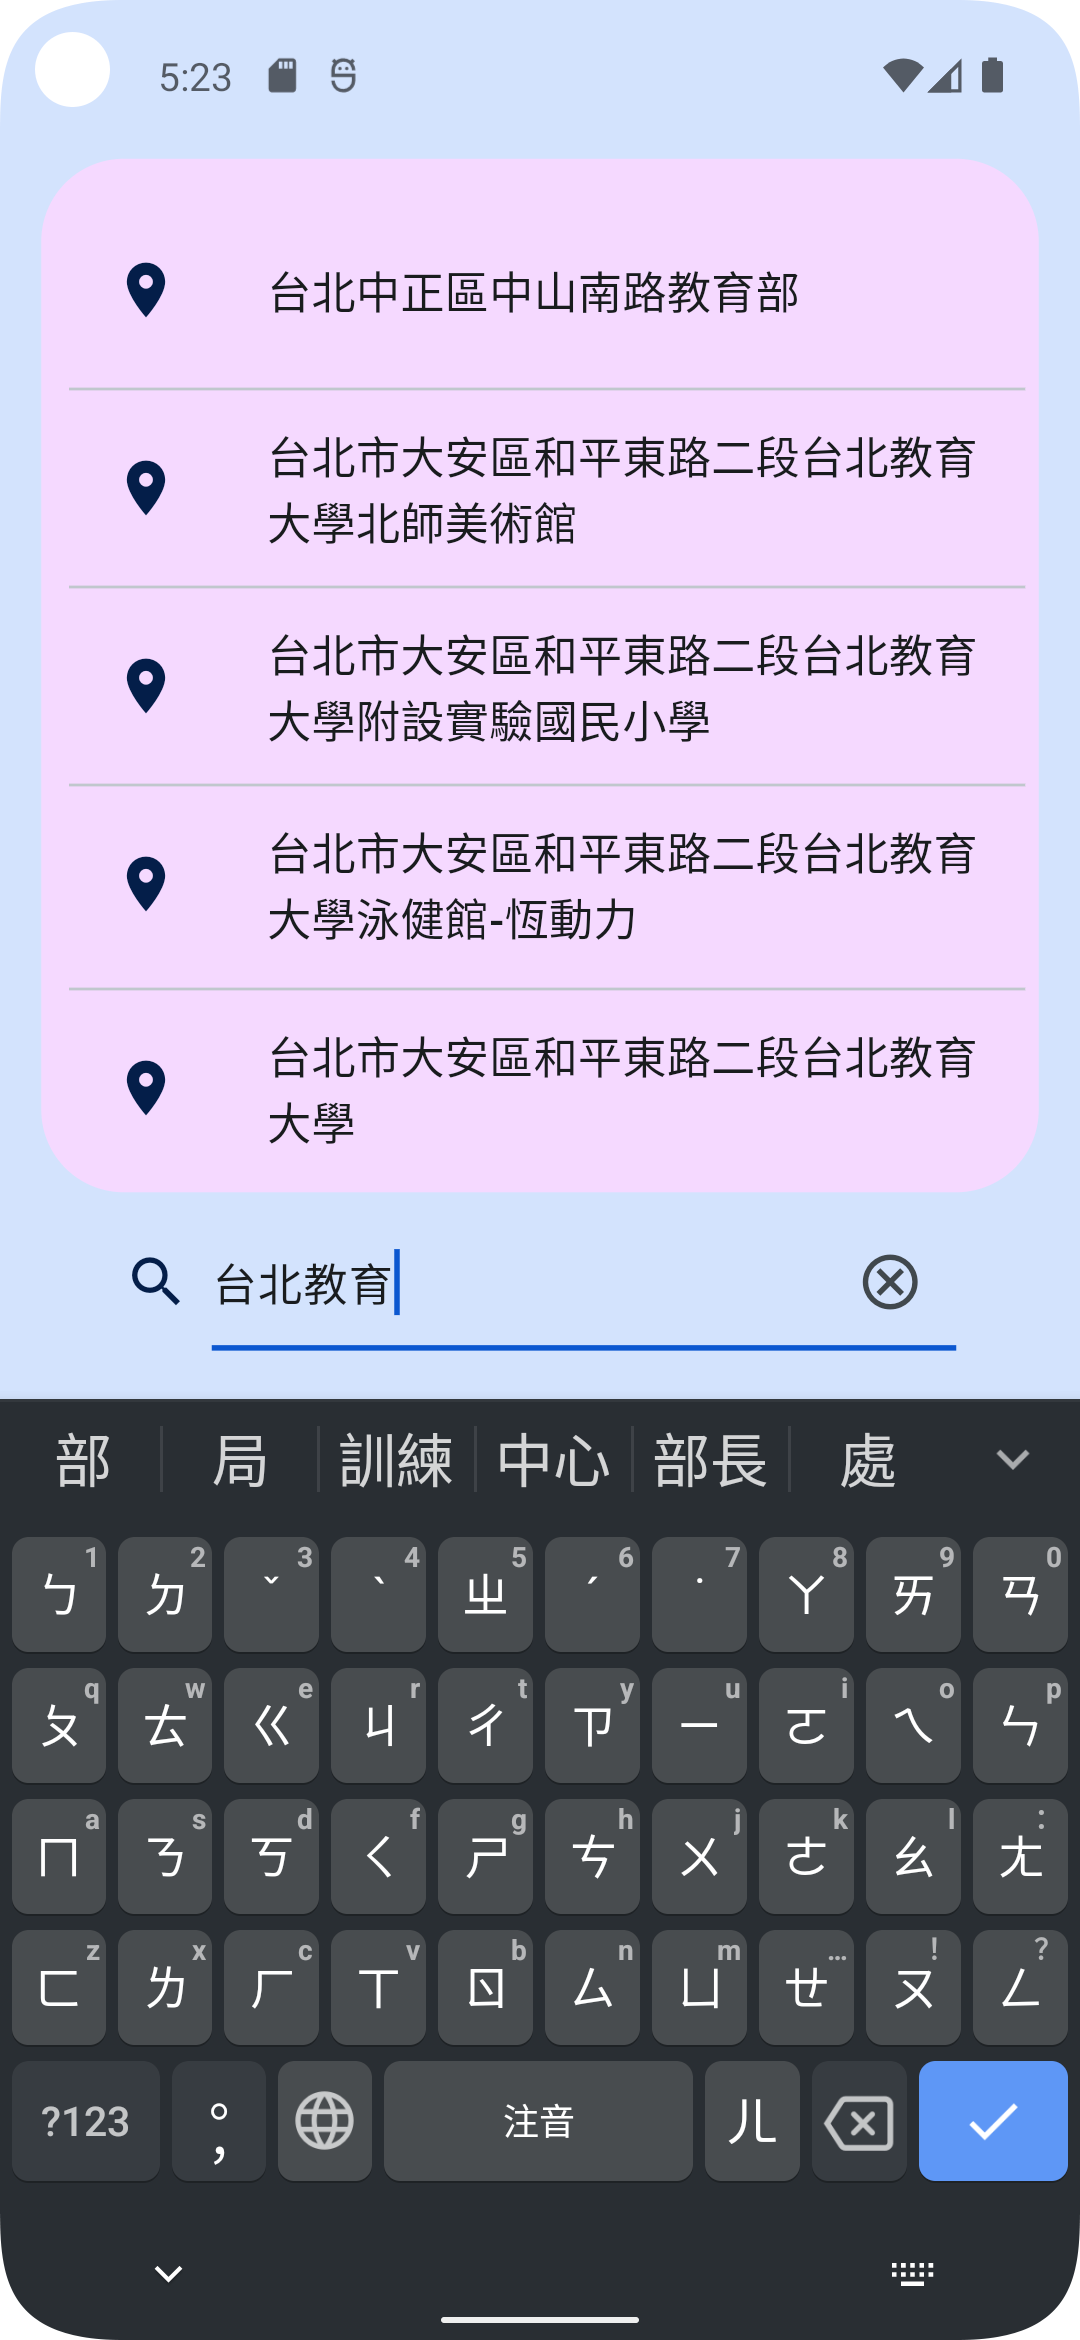 5:23
台北中正區中山南路教育部
台北市大安區和平東路二段台北教育
大學北師美術館
台北市大安區和平東路二段台北教育
大學附設實驗國民小學
台北市大安區和平東路二段台北教育
大學泳健館-恆動力
台北市大安區和平東路二段台北教育
大學
台北教育
部 局 訓練 中心 部長 處
1 2 3 4 5 6 7 8 9 0
ㄅ ㄉ ˇ ˋ ㄓ ˊ ˙ ㄚ ㄞ ㄢ
q w e r t y u i o p
ㄆ ㄊ ㄍ ㄐ ㄔ ㄗ ㄧ ㄛ ㄟ ㄣ
a s d f g h j k l :
ㄇ ㄋ ㄎ ㄑ ㄕ ㄘ ㄨ ㄜ ㄠ ㄤ
z x c v b n m … ! ?
ㄈ ㄌ ㄏ ㄒ ㄖ ㄙ ㄩ ㄝ ㄡ ㄥ
?123 。, 注音 ㄦ